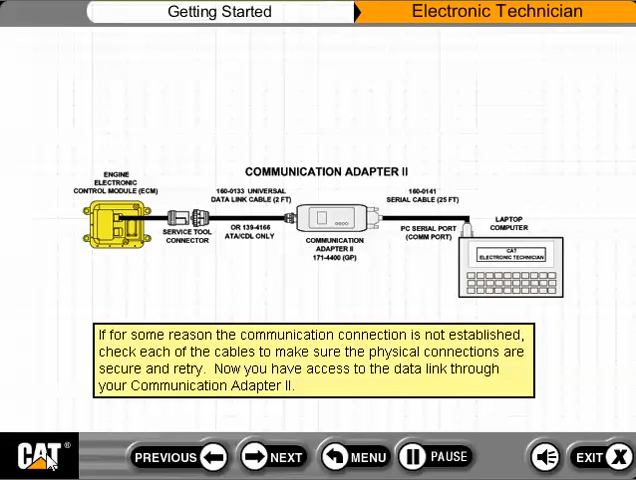 Getting Started
Electronic Technician
COMMUNICATION ADAPTER II
ENGINE
ELECTRONIC
CONTROL MODULE (ECM)
160-0133 UNIVERSAL
DATA LINK CABLE (2 FT)
160-0141
SERIAL CABLE (25 FT)
SERVICE TOOL
CONNECTOR
OR 139-4166
ATA/CDL ONLY
COMMUNICATION
ADAPTER II
171-4400 (GP)
PC SERIAL PORT
(COMM PORT)
LAPTOP
COMPUTER
CAT
ELECTRONIC TECHNICIAN
If for some reason the communication connection is not established,
check each of the cables to make sure the physical connections are
secure and retry. Now you have access to the data link through
your Communication Adapter II.
CAT®
PREVIOUS
NEXT
MENU
PAUSE
EXIT X